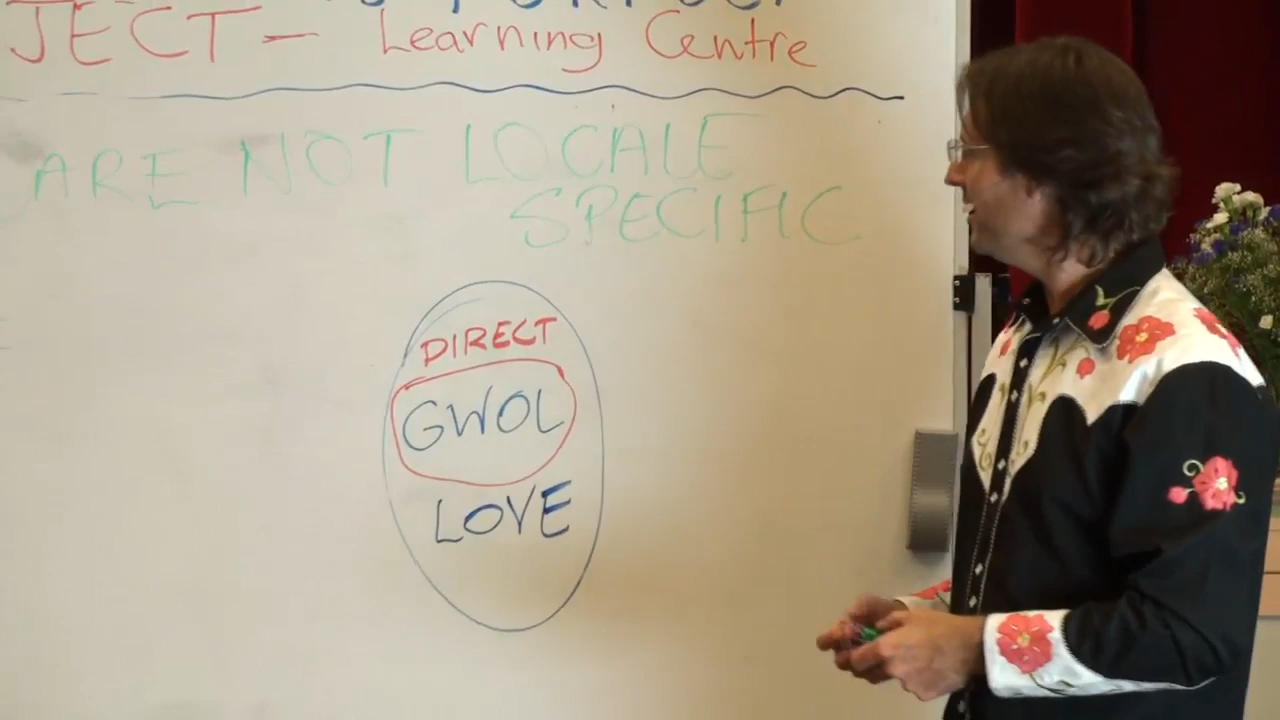 JECT - Learning Centre
ARE NOT LOCALE
SPECIFIC
DIRECT
GWOL
LOVE